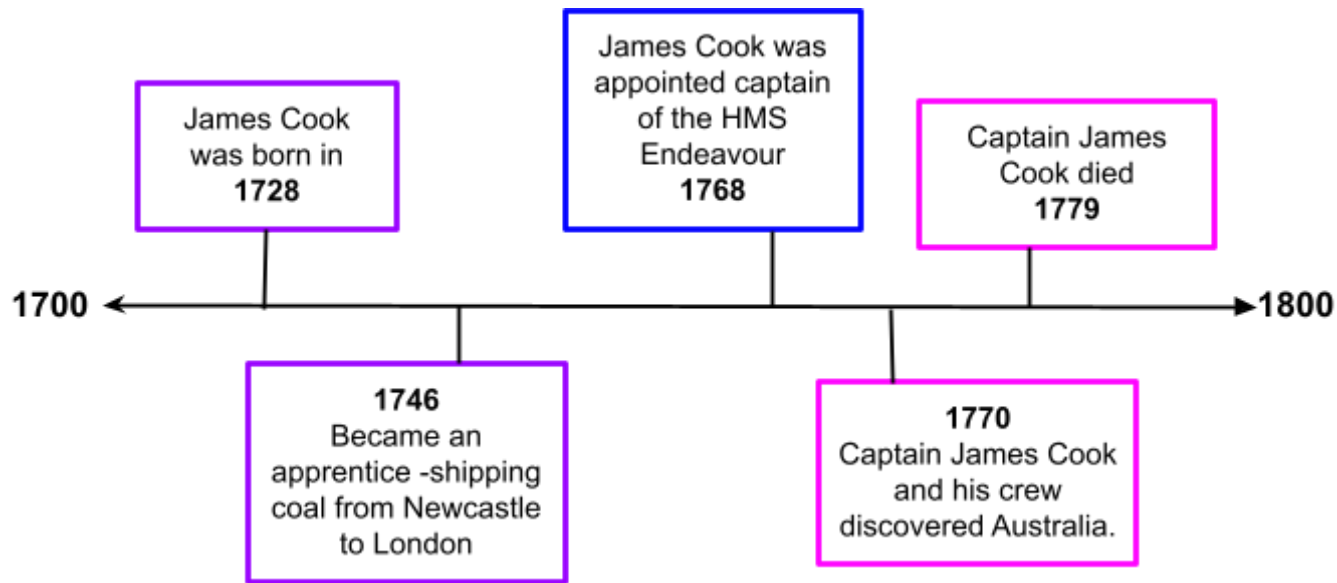 1700
James Cook
was born in
1728
1746
Became an
apprentice -shipping
coal from Newcastle
to London
James Cook was
appointed captain
of the HMS
Endeavour
1768
1770
Captain James Cook
and his crew
discovered Australia.
Captain James
Cook died
1779
1800